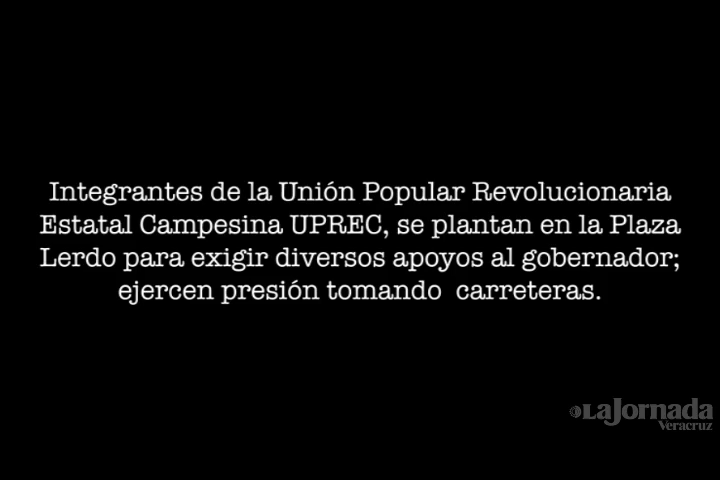 Integrantes de la Unión Popular Revolucionaria
Estatal Campesina UPREC, se plantan en la Plaza
Lerdo para exigir diversos apoyos al gobernador;
ejercen presión tomando  carreteras.
La Jornada
Veracruz